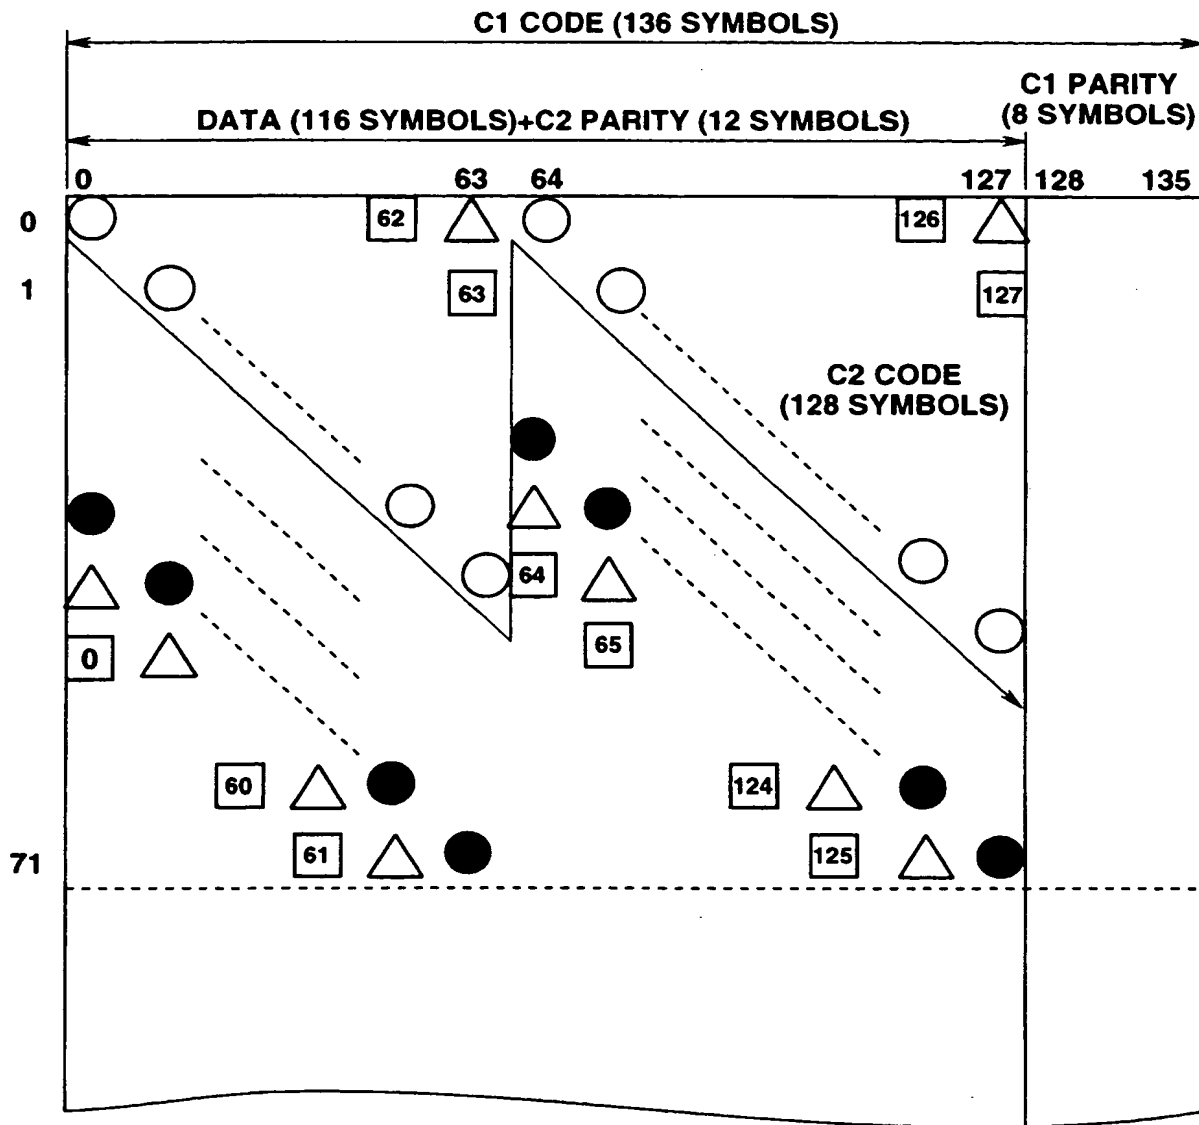 C1 CODE (136 SYMBOLS)
C1 PARITY
(8 SYMBOLS)
DATA (116 SYMBOLS)+C2 PARITY (12 SYMBOLS)
0 63 64 127 128 135
0 62 126
1 63 127
C2 CODE
(128 SYMBOLS)
64
0 65
60 124
71 61 125